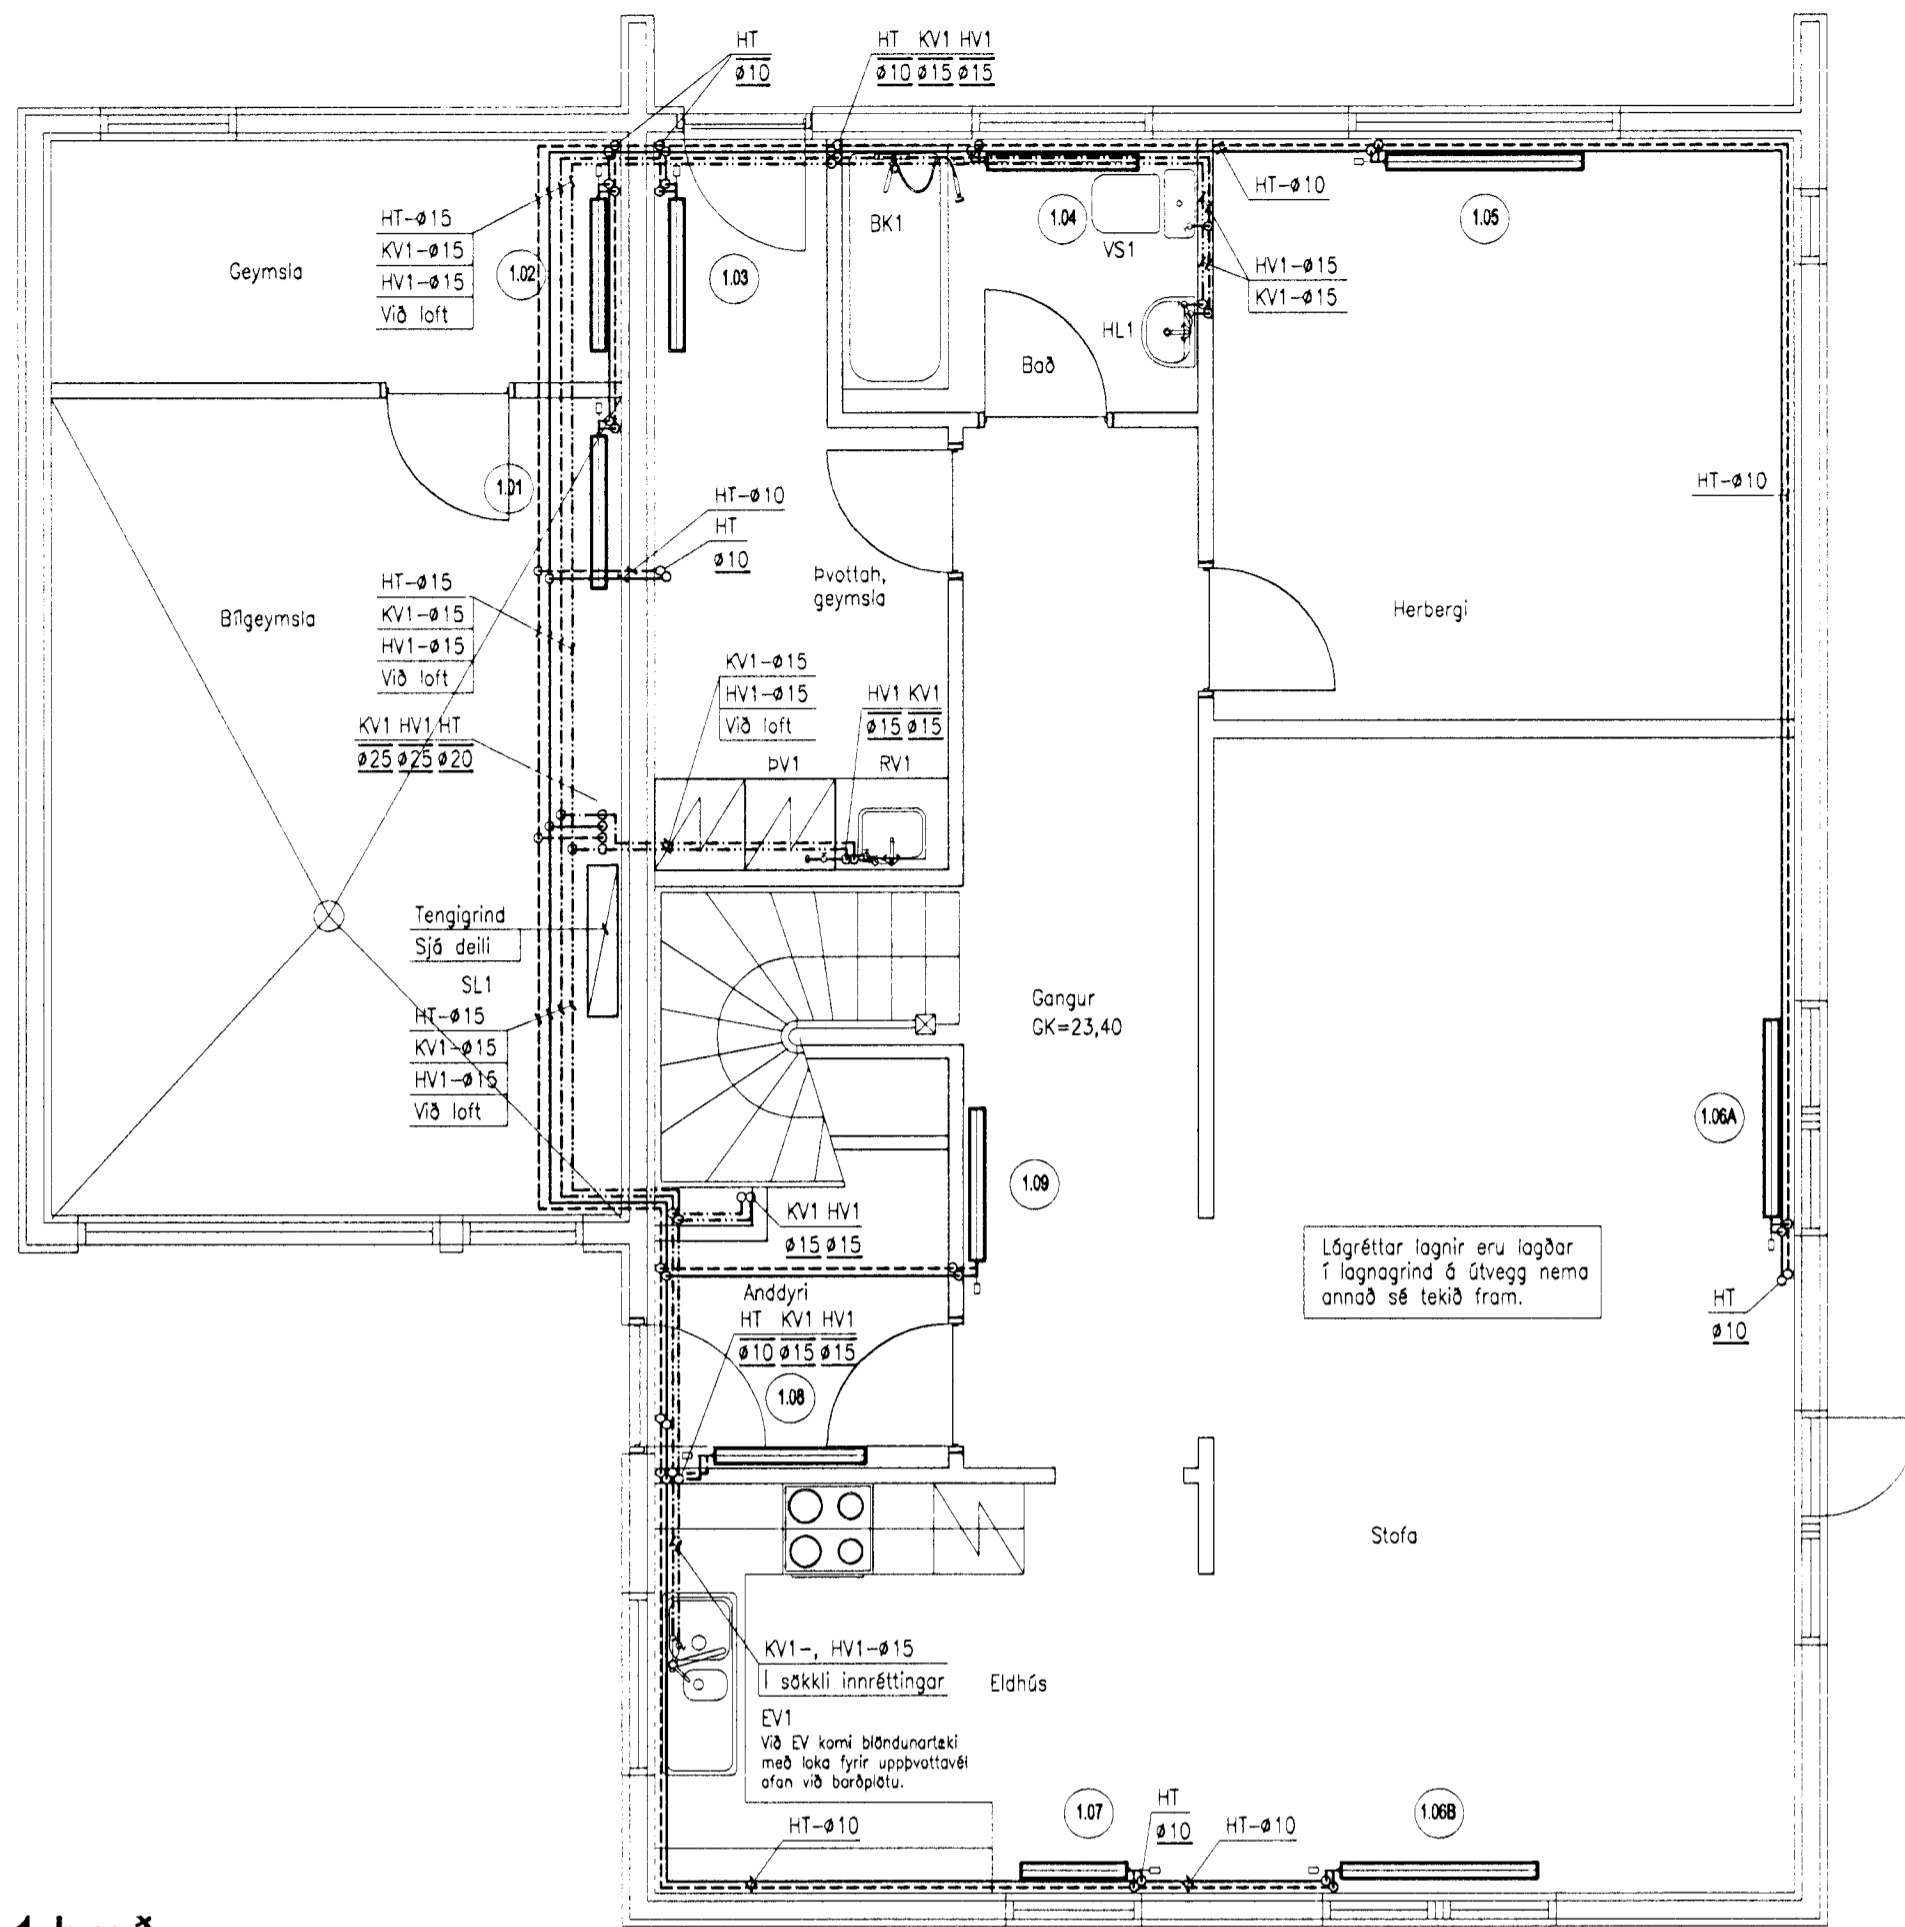 HT
ø10
HT KV1 HV1
ø10 ø15 ø15
HT-ø15
KV1-ø15
HV1-ø15
Við loft
Geymsla
1.02
1.03
BK1
1.04
VS1
HT-ø10
1.05
HV1-ø15
KV1-ø15
HL1
Bað
1.01
HT-ø10
HT
ø10
HT-ø10
Þvottah,
geymsla
HT-ø15
KV1-ø15
HV1-ø15
Við loft
Bílgeymsla
Herbergi
KV1-ø15
HV1-ø15
Við loft
HV1 KV1
ø15 ø15
KV1 HV1 HT
ø25 ø25 ø20
ÞV1
RV1
Tengigrind
Sjá deili
SL1
HT-ø15
KV1-ø15
HV1-ø15
Við loft
Gangur
GK=23,40
1.06A
1.09
KV1 HV1
ø15 ø15
Lágréttar lagnir eru lagðar
í lagnagrind á útvegg nema
annað sé tekið fram.
Anddyri
HT KV1 HV1
ø10 ø15 ø15
HT
ø10
1.08
Stofa
KV1-, HV1-ø15
Í sökkli innréttingar
Eldhús
EV1
Við EV komi blöndunartæki
með loka fyrir uppþvottavél
ofan við borðplötu.
1.07
HT
ø10
1.06B
HT-ø10
HT-ø10